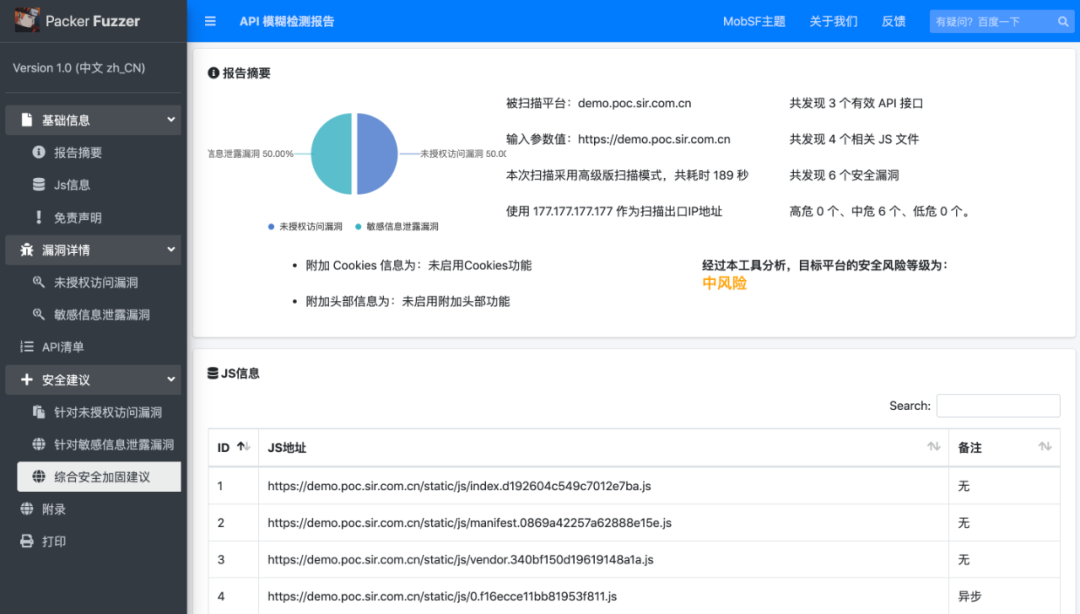 Packer Fuzzer
API 模糊检测报告
MobSF主题
关于我们
反馈
有疑问？百度一下
Version 1.0 (中文 zh_CN)
基础信息
报告摘要
Js信息
免责声明
漏洞详情
未授权访问漏洞
敏感信息泄露漏洞
API清单
安全建议
针对未授权访问漏洞
针对敏感信息泄露漏洞
综合安全加固建议
附录
打印
报告摘要
信息泄露漏洞 50.00%
未授权访问漏洞 50.00
未授权访问漏洞
敏感信息泄露漏洞
被扫描平台：demo.poc.sir.com.cn
共发现 3 个有效 API 接口
输入参数值：https://demo.poc.sir.com.cn
共发现 4 个相关 JS 文件
本次扫描采用高级版扫描模式，共耗时 189 秒
共发现 6 个安全漏洞
使用 177.177.177.177 作为扫描出口IP地址
高危 0 个、中危 6 个、低危 0 个。
附加 Cookies 信息为：未启用Cookies功能
附加头部信息为：未启用附加头部功能
经过本工具分析，目标平台的安全风险等级为：
中风险
JS信息
Search:
ID JS地址 备注
1 https://demo.poc.sir.com.cn/static/js/index.d192604c549c7012e7ba.js 无
2 https://demo.poc.sir.com.cn/static/js/manifest.0869a42257a62888e15e.js 无
3 https://demo.poc.sir.com.cn/static/js/vendor.340bf150d19619148a1a.js 无
4 https://demo.poc.sir.com.cn/static/js/0.f16ecce11bb81953f811.js 异步